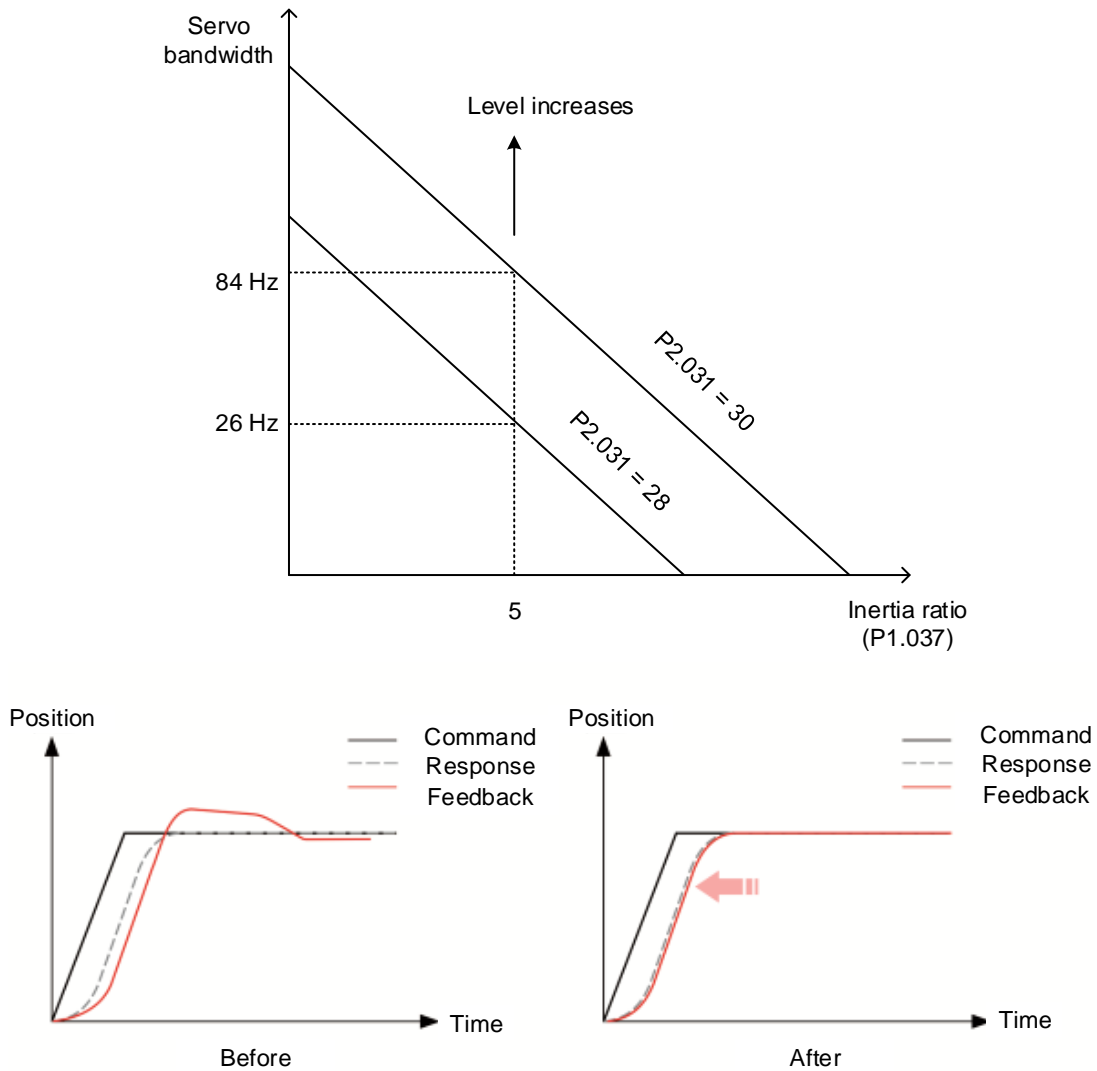 Servo
bandwidth
Level increases
84 Hz
P2.031 = 30
26 Hz
P2.031 = 28
5
Inertia ratio
(P1.037)
Position
Command
Response
Feedback
Time
Before
Position
Command
Response
Feedback
Time
After